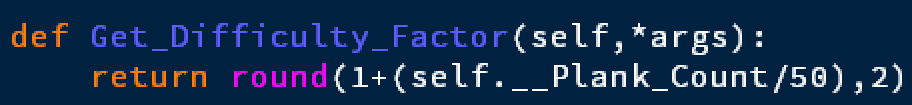 def Get_Difficulty_Factor(self,*args):
    return round(1+(self.__Plank_Count/50),2)